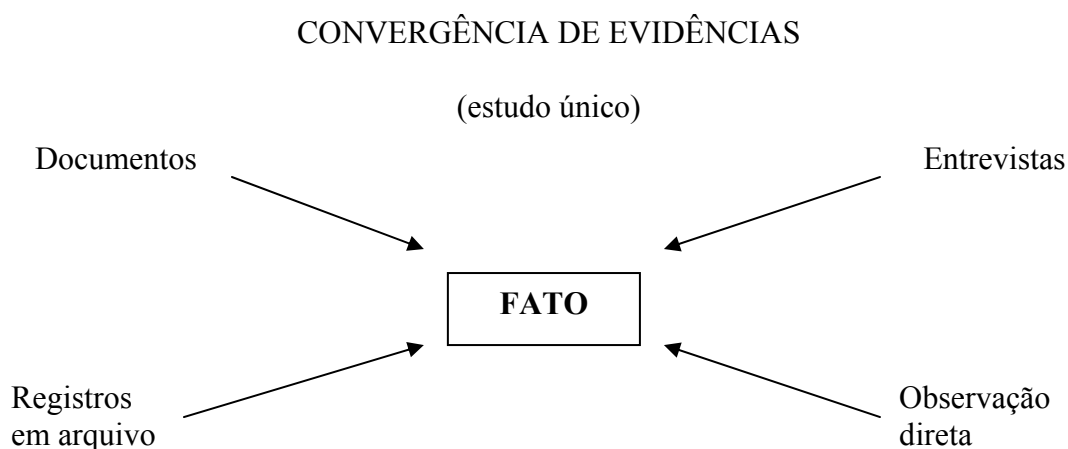 CONVERGÊNCIA DE EVIDÊNCIAS
(estudo único)
Documentos
Entrevistas
FATO
Registros
em arquivo
Observação
direta